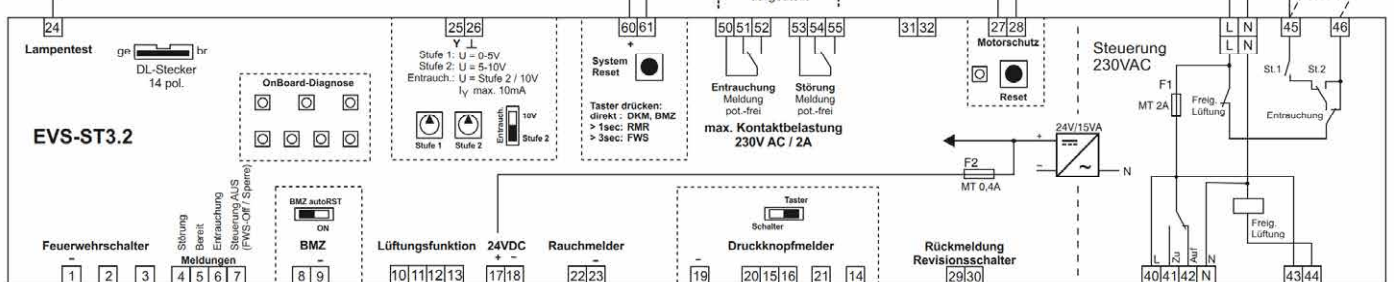 24
25 26
60 61
50 51 52
53 54 55
31 32
27 28
L N
L N
45
46
Lampentest
ge
br
DL-Stecker
14 pol.
OnBoard-Diagnose
EVS-ST3.2
Y ⊥
Stufe 1: U = 0-5V
Stufe 2: U = 5-10V
Entrauch.: U = Stufe 2 / 10V
IY max. 10mA
Stufe 1
Stufe 2
Entrauch.
10V
Stufe 2
+
System
Reset
Taster drücken:
direkt : DKM, BMZ
> 1sec: RMR
> 3sec: FWS
Entrauchung
Meldung
pot.-frei
Störung
Meldung
pot.-frei
max. Kontaktbelastung
230V AC / 2A
Motorschutz
Reset
Steuerung
230VAC
F1
MT 2A
Freig.
Lüftung
St.1
St.2
Entrauchung
24V/15VA
+
−
N
F2
MT 0,4A
Feuerwehrschalter
−
1 2 3
Störung
Bereit
Entrauchung
Steuerung AUS
(FWS-Off / Sperre)
Meldungen
4 5 6 7
BMZ autoRST
ON
BMZ
−
8 9
Lüftungsfunktion
10 11 12 13
24VDC
+ −
17 18
Rauchmelder
−
22 23
Taster
Schalter
Druckknopfmelder
−
19 20 15 16 21 14
Rückmeldung
Revisionsschalter
29 30
Freig.
Lüftung
L
Zu
Auf
N
40 41 42 N
43 44